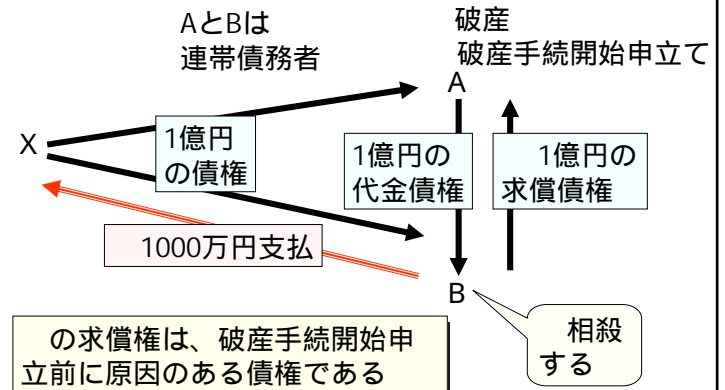 AとBは
連帯債務者
破産
破産手続開始申立て
A
X
1億円
の債権
1億円の
代金債権
1億円の
求償債権
1000万円支払
B
相殺
する
の求償権は、破産手続開始申
立前に原因のある債権である